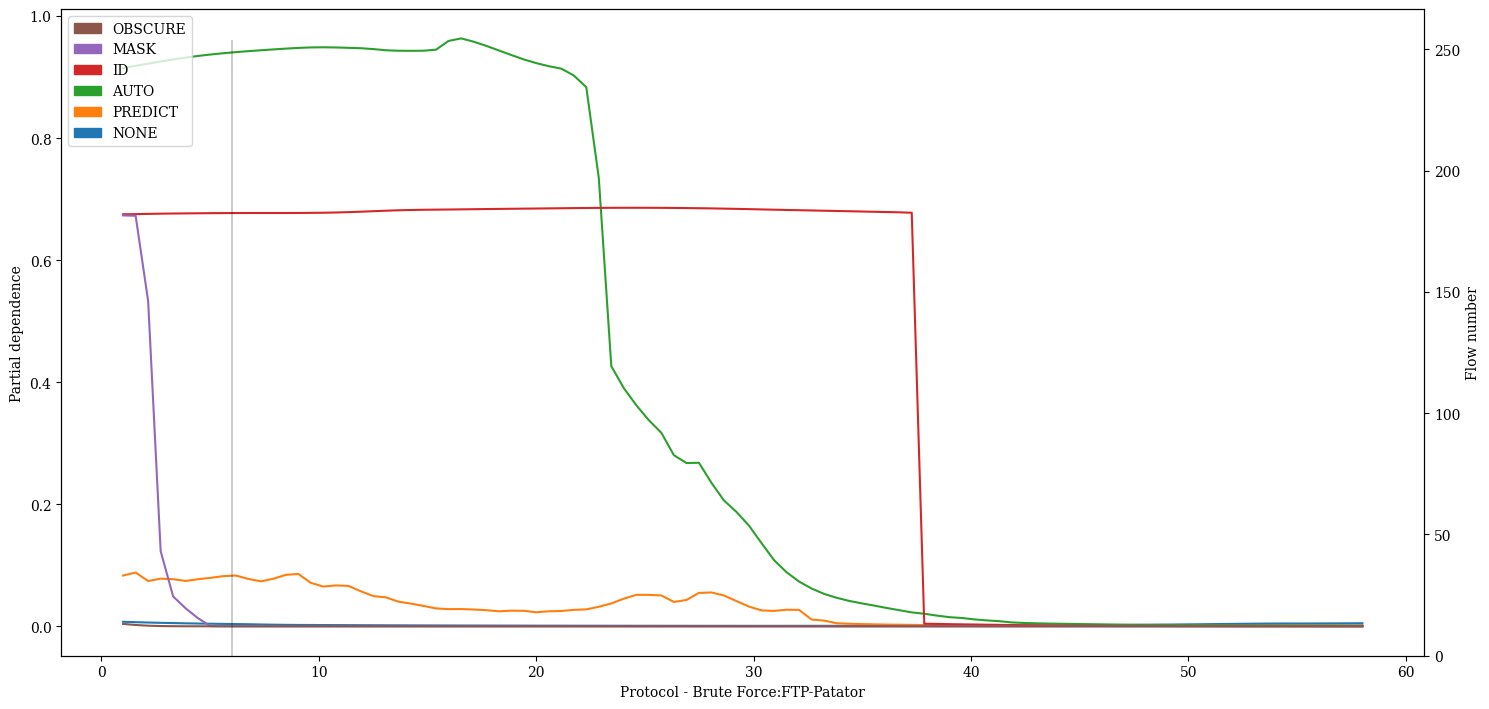 OBSCURE
MASK
ID
AUTO
PREDICT
NONE
1.0
0.8
0.6
0.4
0.2
0.0
Partial dependence
0
10
20
30
40
50
60
Protocol - Brute Force:FTP-Patator
250
200
150
100
50
0
Flow number